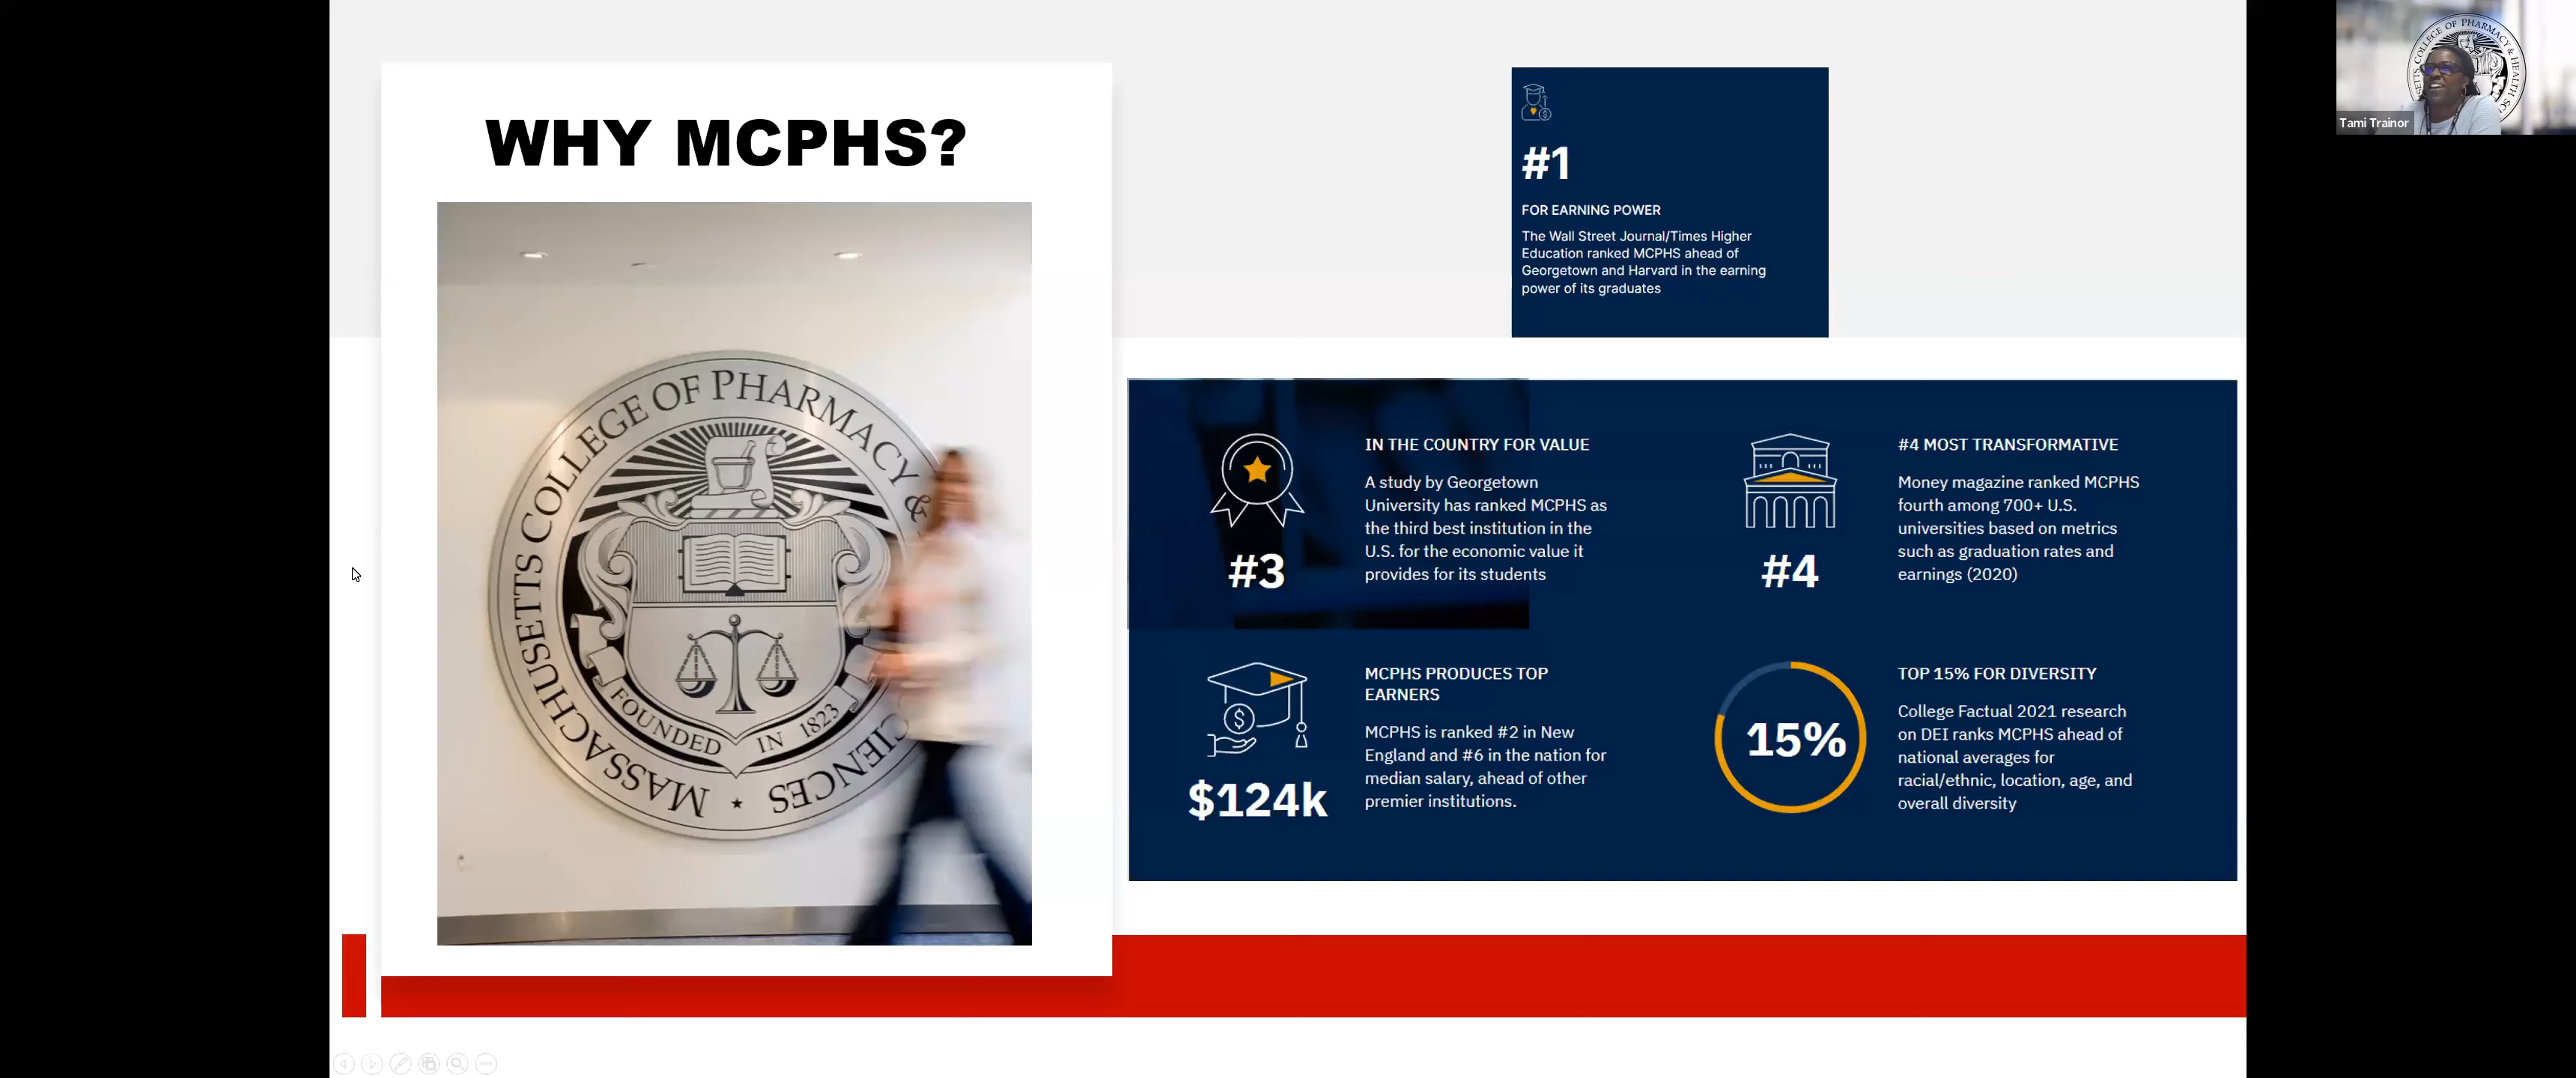 WHY MCPHS?
MASSACHUSETTS COLLEGE OF PHARMACY &
CIENCES
FOUNDED IN 1823
#1
FOR EARNING POWER
The Wall Street Journal/Times Higher
Education ranked MCPHS ahead of
Georgetown and Harvard in the earning
power of its graduates
#3
IN THE COUNTRY FOR VALUE
A study by Georgetown
University has ranked MCPHS as
the third best institution in the
U.S. for the economic value it
provides for its students
#4
#4 MOST TRANSFORMATIVE
Money magazine ranked MCPHS
fourth among 700+ U.S.
universities based on metrics
such as graduation rates and
earnings (2020)
$
$124k
MCPHS PRODUCES TOP
EARNERS
MCPHS is ranked #2 in New
England and #6 in the nation for
median salary, ahead of other
premier institutions.
15%
TOP 15% FOR DIVERSITY
College Factual 2021 research
on DEI ranks MCPHS ahead of
national averages for
racial/ethnic, location, age, and
overall diversity
SETTS COLLEGE OF PHARMACY & HEALTH SC
Tami Trainor